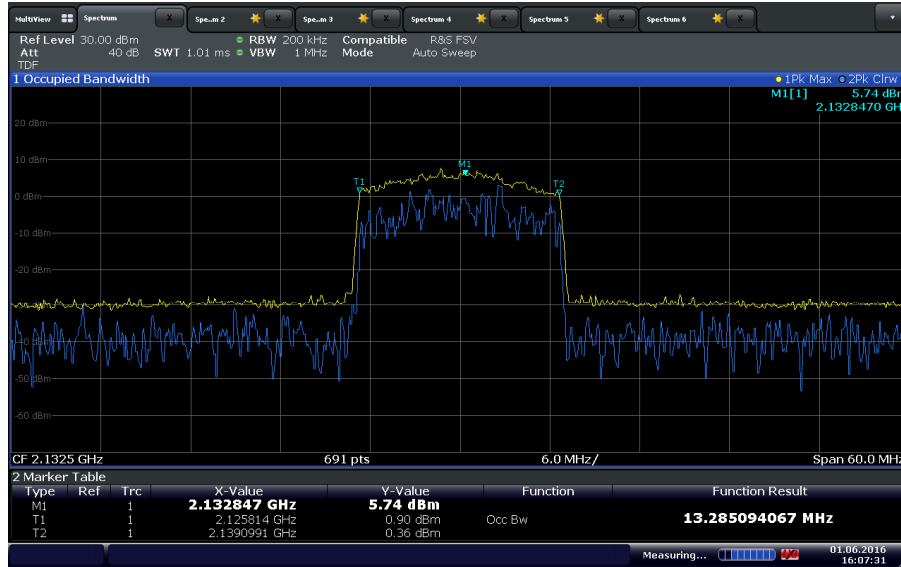 MultiView Spectrum X Spe...m 2 X Spe...m 3 X Spectrum 4 X Spectrum 5 X Spectrum 6 X
Ref Level 30.00 dBm RBW 200 kHz Compatible R&S FSV
Att 40 dB SWT 1.01 ms VBW 1 MHz Mode Auto Sweep
TDF
1 Occupied Bandwidth 1Pk Max 2Pk Clrw
M1[1] 5.74 dBm
2.1328470 GH
20 dBm
10 dBm
M1
T1 T2
0 dBm
-10 dBm
-20 dBm
-40 dBm
-50 dBm
-60 dBm
CF 2.1325 GHz 691 pts 6.0 MHz/ Span 60.0 MHz
2 Marker Table
Type Ref Trc X-Value Y-Value Function Function Result
M1 1 2.132847 GHz 5.74 dBm
T1 1 2.125814 GHz 0.90 dBm Occ Bw 13.285094067 MHz
T2 1 2.1390991 GHz 0.36 dBm
Measuring... 01.06.2016
16:07:31